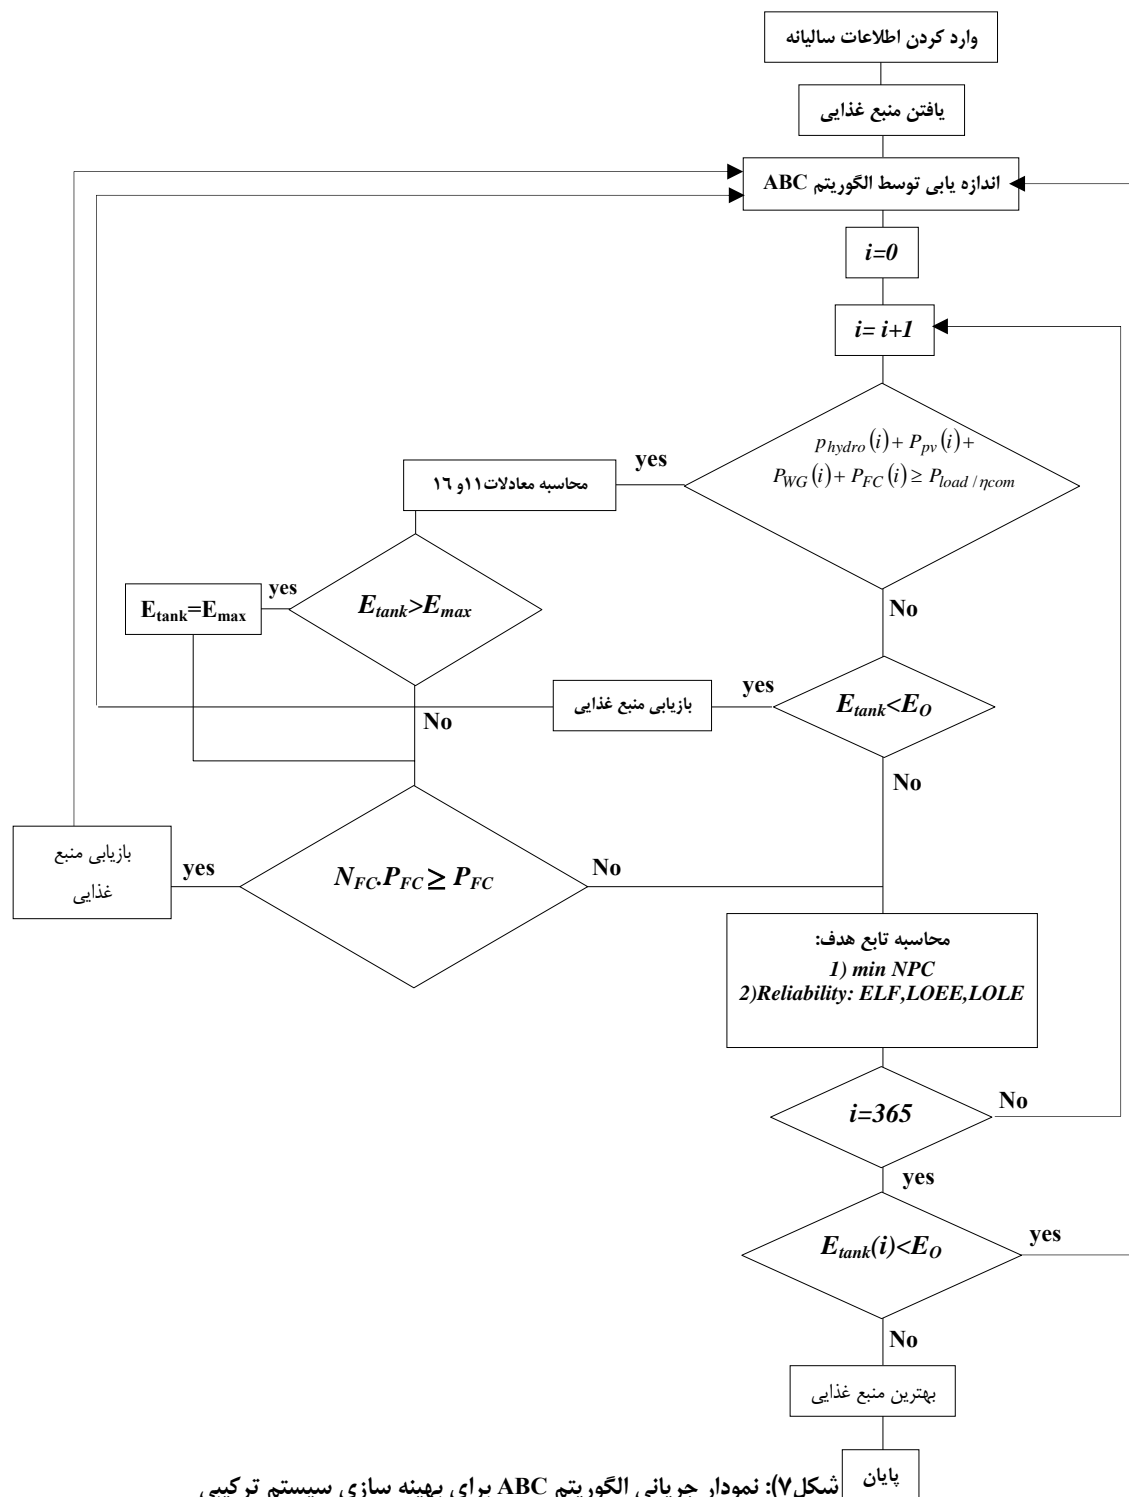 وارد کردن اطلاعات سالیانه
یافتن منبع غذایی
اندازه یابی توسط الگوریتم ABC
i=0
i= i+1
p_hydro(i) + P_pv(i) +
P_WG(i) + P_FC(i) ≥ P_load / ηcom
yes
محاسبه معادلات۱۱و ۱۶
No
E_tank>E_max
yes
E_tank=E_max
No
E_tank<E_O
yes
بازیابی منبع غذایی
No
N_FC.P_FC ≥ P_FC
yes
بازیابی منبع
غذایی
No
محاسبه تابع هدف:
1) min NPC
2)Reliability: ELF,LOEE,LOLE
i=365
No
yes
E_tank(i)<E_O
yes
No
بهترین منبع غذایی
پایان
شکل۷): نمودار جریانی الگوریتم ABC برای بهینه سازی سیستم ترکیبی